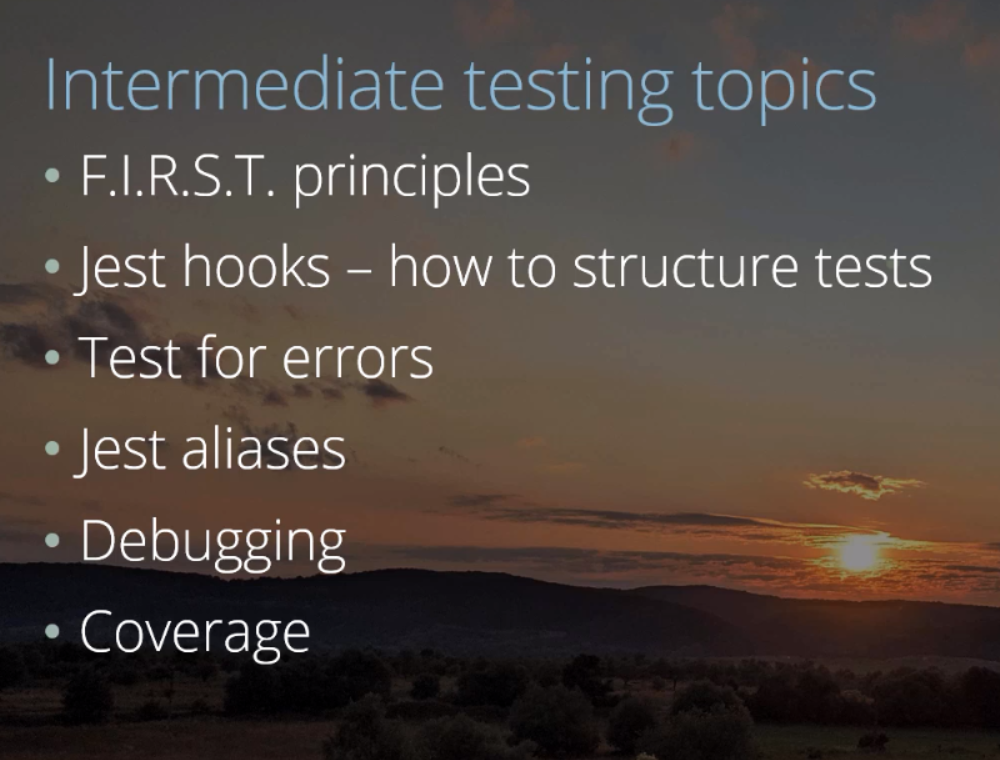 Intermediate testing topics
• F.I.R.S.T. principles
• Jest hooks – how to structure tests
• Test for errors
• Jest aliases
• Debugging
• Coverage